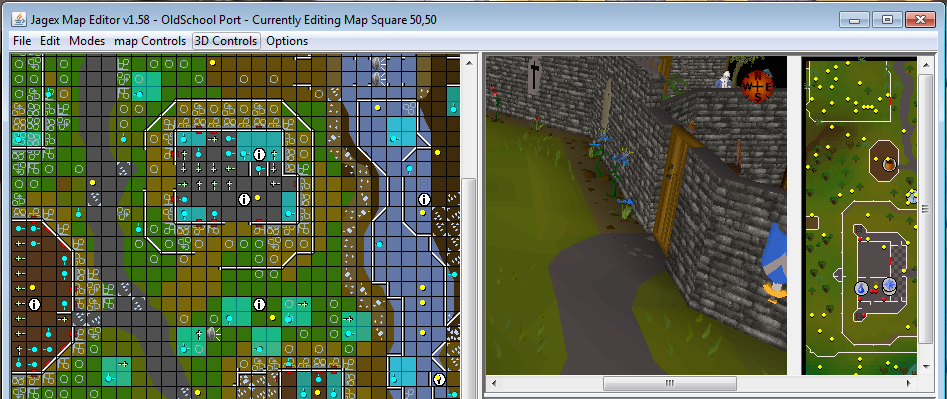 Jagex Map Editor v1.58 - OldSchool Port - Currently Editing Map Square 50,50
File Edit Modes map Controls 3D Controls Options
N
W E
S